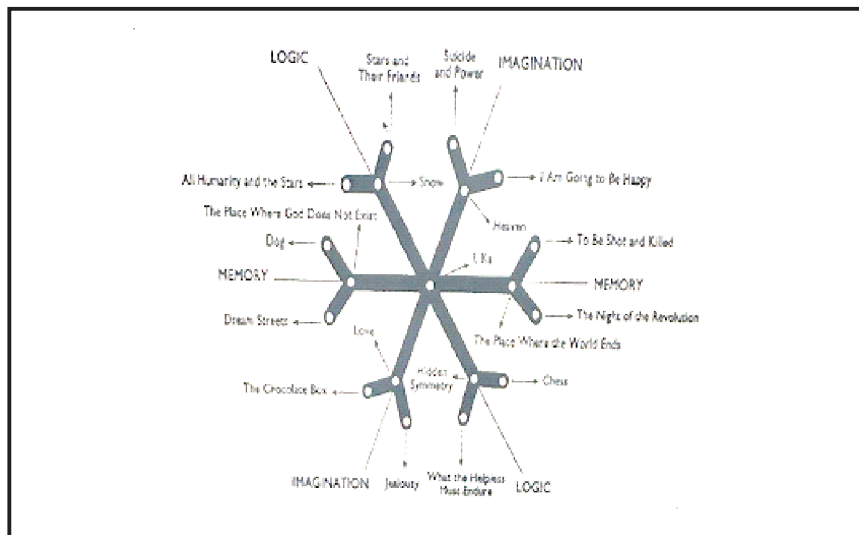 LOGIC
Stars and
Their Friends
Suicide
and Power
IMAGINATION
All Humanity and the Stars
Snow
I Am Going to Be Happy
The Place Where God Does Not Exist
Heaven
Dog
To Be Shot and Killed
I, Ka
MEMORY
MEMORY
Dream Streets
The Night of the Revolution
Love
The Place Where the World Ends
Hidden
Symmetry
The Chocolate Box
Chess
IMAGINATION
Jealousy
What the Helpless
Must Endure
LOGIC